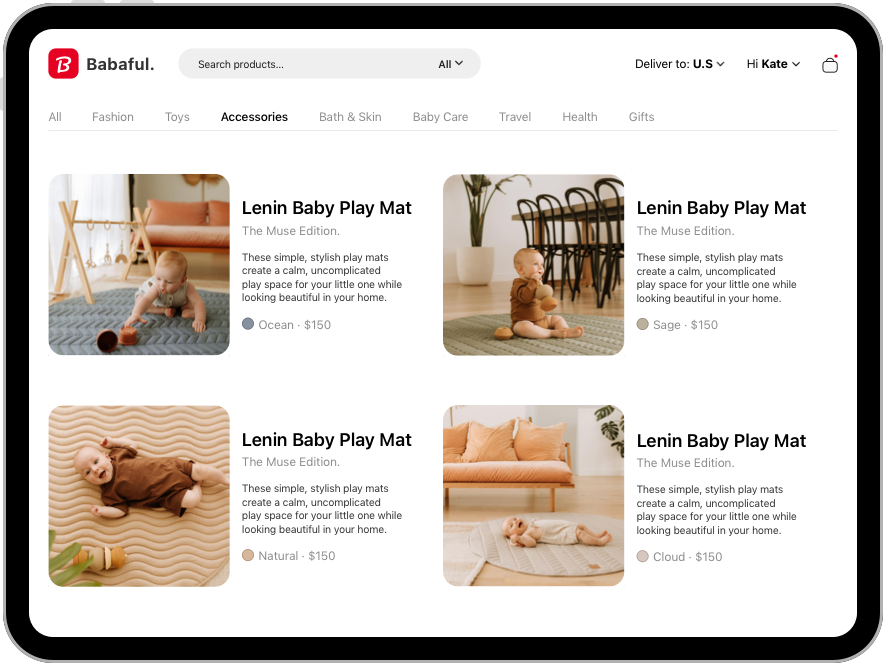 B Babaful.
Search products...
All
Deliver to: U.S
Hi Kate
All Fashion Toys Accessories Bath & Skin Baby Care Travel Health Gifts
Lenin Baby Play Mat
The Muse Edition.
These simple, stylish play mats
create a calm, uncomplicated
play space for your little one while
looking beautiful in your home.
Ocean · $150
Lenin Baby Play Mat
The Muse Edition.
These simple, stylish play mats
create a calm, uncomplicated
play space for your little one while
looking beautiful in your home.
Sage · $150
Lenin Baby Play Mat
The Muse Edition.
These simple, stylish play mats
create a calm, uncomplicated
play space for your little one while
looking beautiful in your home.
Natural · $150
Lenin Baby Play Mat
The Muse Edition.
These simple, stylish play mats
create a calm, uncomplicated
play space for your little one while
looking beautiful in your home.
Cloud · $150